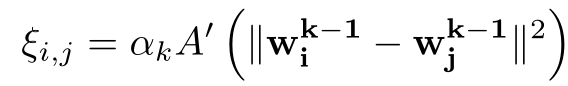 ξ_{i,j} = α_k A′ (‖𝐰_𝐢^{𝐤−𝟏} − 𝐰_𝐣^{𝐤−𝟏}‖²)